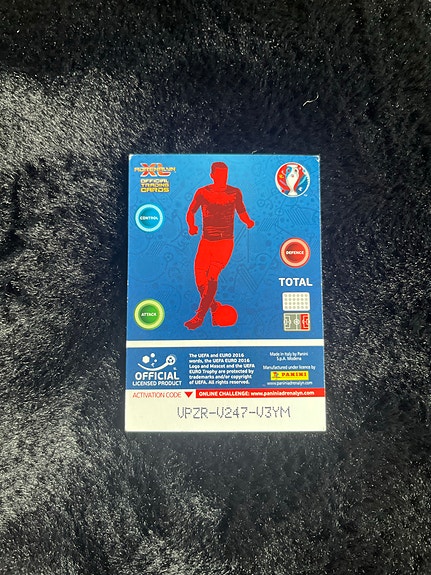 ADRENALYN
XL
OFFICIAL
TRADING
CARDS
CONTROL
DEFENCE
TOTAL
ATTACK
OFFICIAL
LICENSED PRODUCT
The UEFA and EURO 2016
words, the UEFA EURO 2016
Logo and Mascot and the UEFA
EURO Trophy are protected by
trademarks and/or copyright
of UEFA. All rights reserved.
Made in Italy by Panini
S.p.A. Modena
Manufactured under licence by
PANINI
www.paniniadrenalyn.com
ACTIVATION CODE
ONLINE CHALLENGE: www.paniniadrenalyn.com
VPZR-V247-V3YM